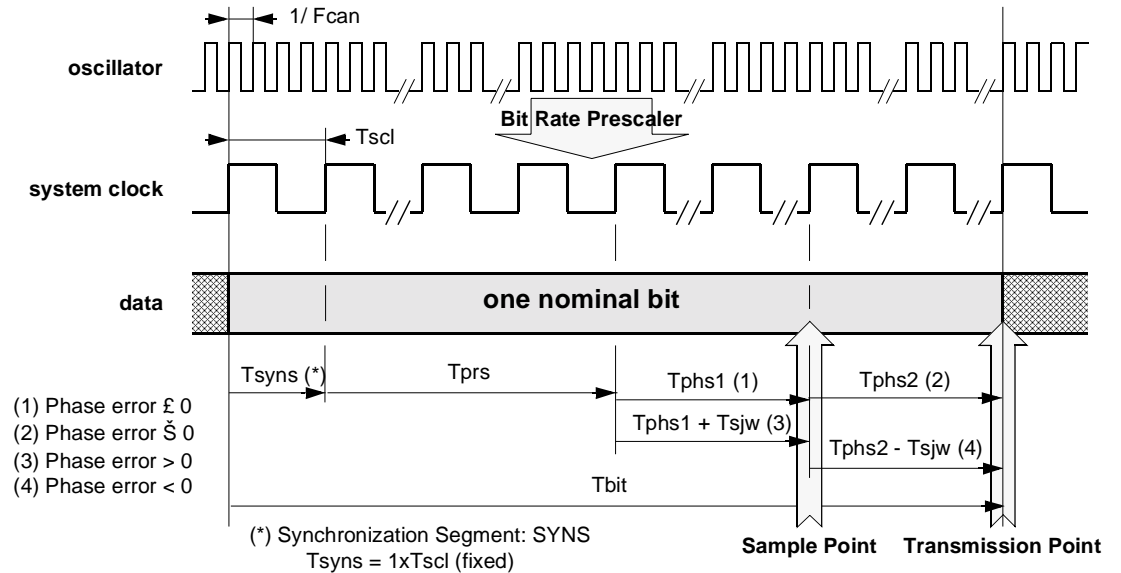 1/ Fcan
oscillator
Bit Rate Prescaler
Tscl
system clock
data
one nominal bit
Tsyns (*)
Tprs
Tphs1 (1)
Tphs2 (2)
(1) Phase error £ 0
(2) Phase error Š 0
(3) Phase error > 0
(4) Phase error < 0
Tphs1 + Tsjw (3)
Tphs2 - Tsjw (4)
Tbit
(*) Synchronization Segment: SYNS
Tsyns = 1xTscl (fixed)
Sample Point
Transmission Point